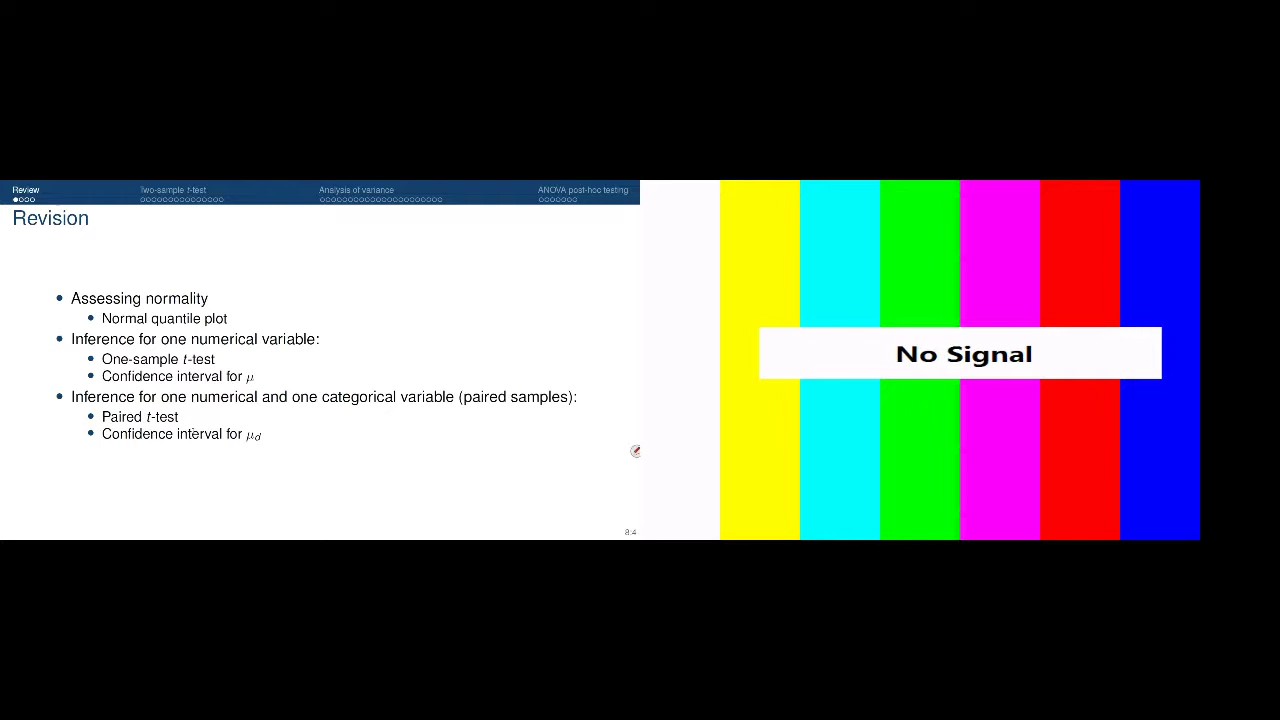 Review Two-sample t-test Analysis of variance ANOVA post-hoc testing
Revision
• Assessing normality
• Normal quantile plot
• Inference for one numerical variable:
• One-sample t-test
• Confidence interval for μ
• Inference for one numerical and one categorical variable (paired samples):
• Paired t-test
• Confidence interval for μd
8:4
No Signal